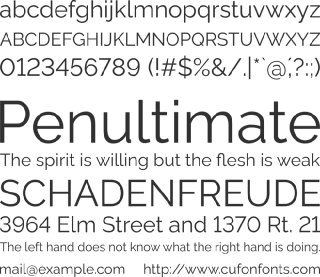 abcdefghijklmnopqrstuvwxyz
ABCDEFGHIJKLMNOPQRSTUVWXYZ
0123456789 (!#$%&/.|*`@´?:;)
Penultimate
The spirit is willing but the flesh is weak
SCHADENFREUDE
3964 Elm Street and 1370 Rt. 21
The left hand does not know what the right hand is doing.
mail@example.com http://www.cufonfonts.com